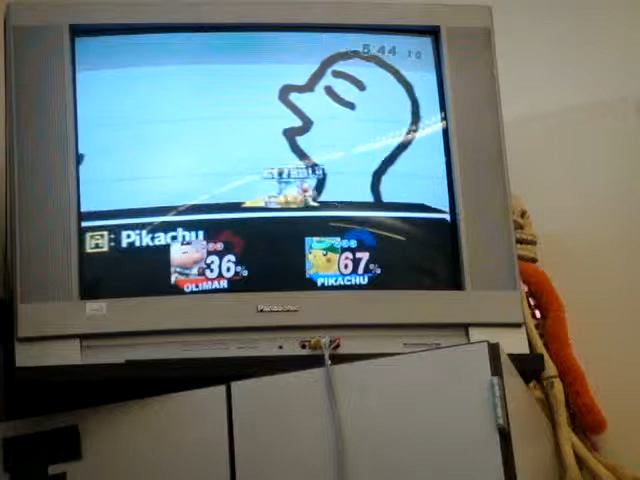 5:44
A: Pikachu
36%
67%
OLIMAR
PIKACHU
Panasonic